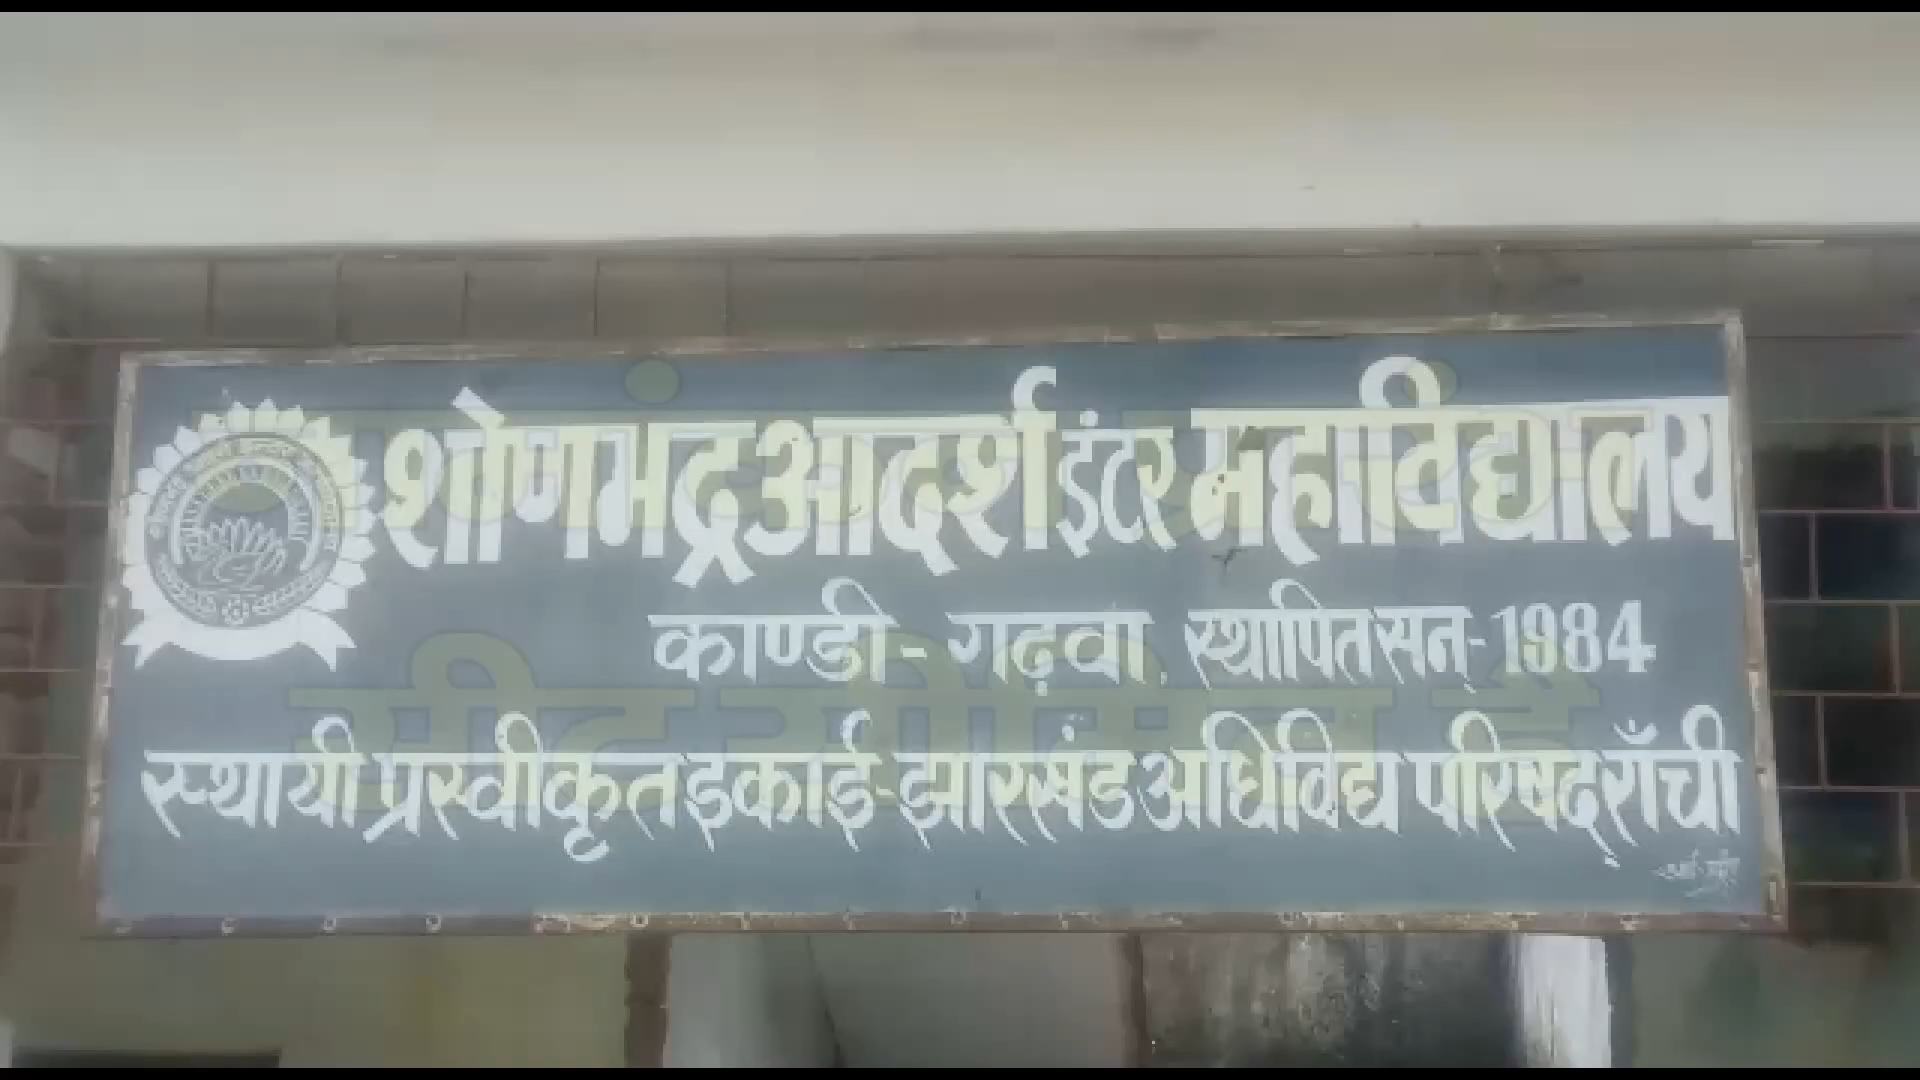 शोणभद्र आदर्श इंटर महाविद्यालय
काण्डी - गढ़वा, स्थापित सन्-1984
स्थायी प्रस्वीकृत इकाई-झारखंड अधिविद्य परिषद् राँची
सीट सीमित है